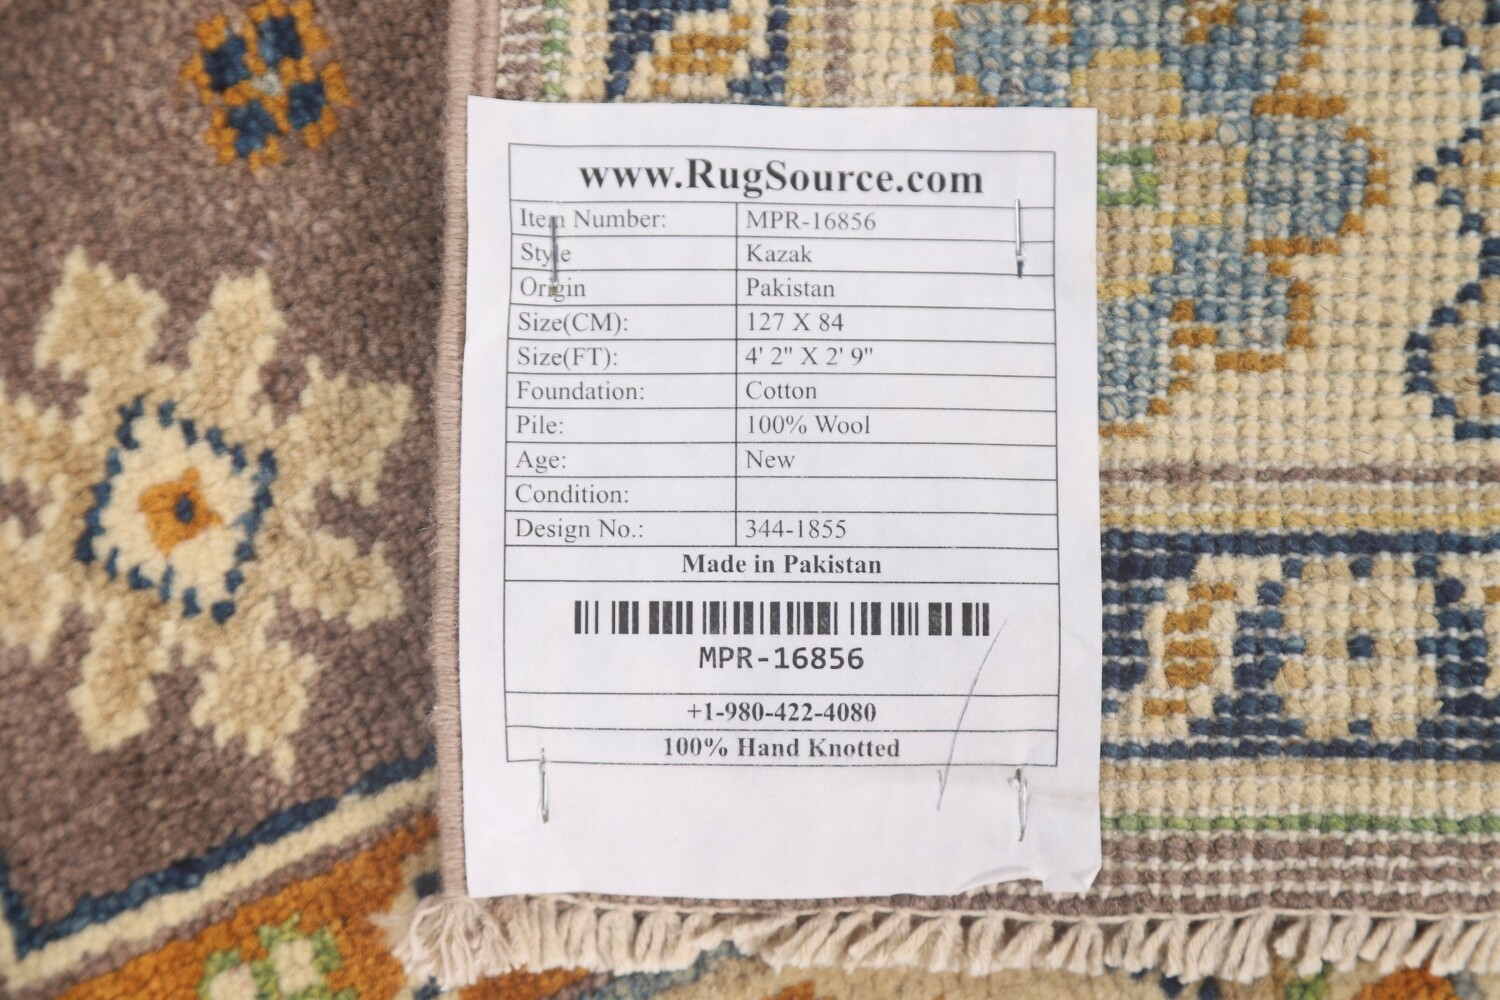 www.RugSource.com
Item Number: MPR-16856
Style Kazak
Origin Pakistan
Size(CM): 127 X 84
Size(FT): 4' 2" X 2' 9"
Foundation: Cotton
Pile: 100% Wool
Age: New
Condition:
Design No.: 344-1855
Made in Pakistan
MPR-16856
+1-980-422-4080
100% Hand Knotted